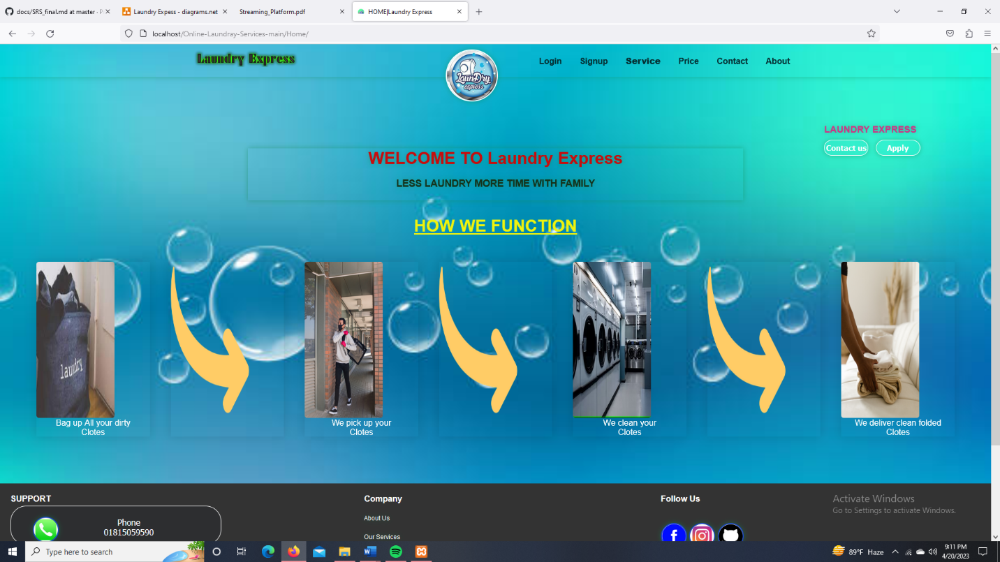 docs/SRS_final.md at master · P
Laundry Expess - diagrams.net
Streaming_Platform.pdf
HOME|Laundry Express
localhost/Online-Laundray-Services-main/Home/
Laundry Express
LaunDry
express
Login Signup Service Price Contact About
LAUNDRY EXPRESS
Contact us Apply
WELCOME TO Laundry Express
LESS LAUNDRY MORE TIME WITH FAMILY
HOW WE FUNCTION
laundry
Bag up All your dirty
Clotes
We pick up your
Clotes
We clean your
Clotes
We deliver clean folded
Clotes
SUPPORT
Phone
01815059590
Company
About Us
Our Services
Follow Us
Activate Windows
Go to Settings to activate Windows.
Type here to search
89°F Haze
9:11 PM
4/20/2023